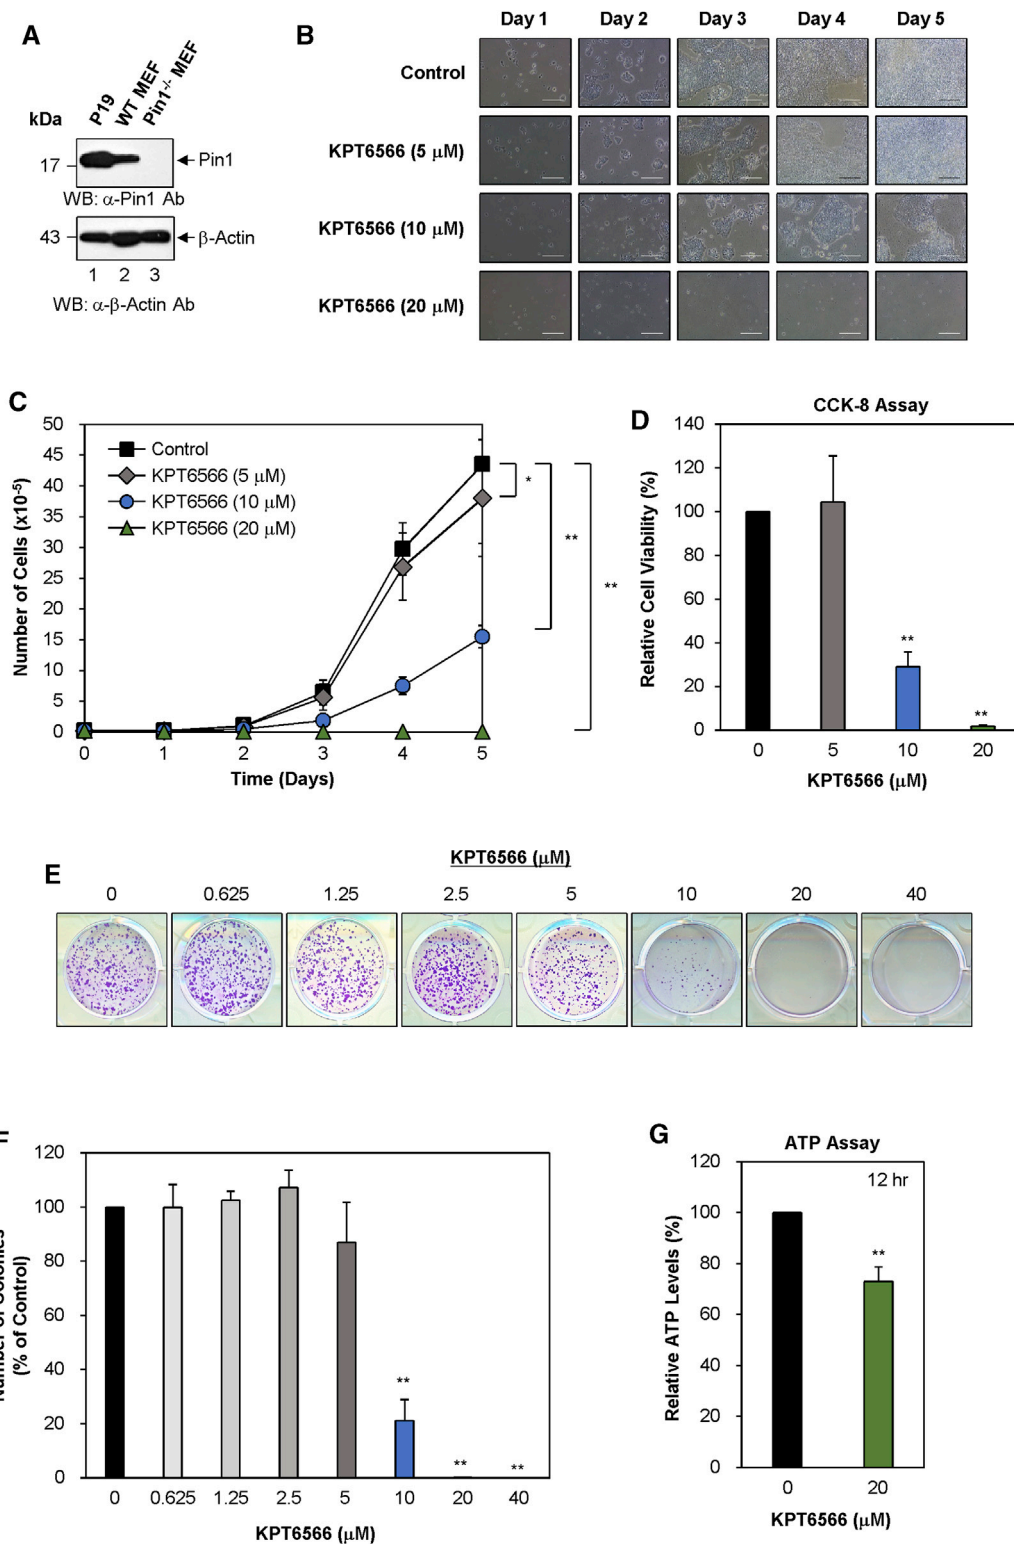 A
P19
WT MEF
Pin1-/- MEF
kDa
17
Pin1
WB: α-Pin1 Ab
43
β-Actin
1 2 3
WB: α-β-Actin Ab
B
Day 1 Day 2 Day 3 Day 4 Day 5
Control
KPT6566 (5 μM)
KPT6566 (10 μM)
KPT6566 (20 μM)
C
Number of Cells (x10-5)
50
45
40
35
30
25
20
15
10
5
0
Control
KPT6566 (5 μM)
KPT6566 (10 μM)
KPT6566 (20 μM)
*
**
**
0 1 2 3 4 5
Time (Days)
D
CCK-8 Assay
Relative Cell Viability (%)
140
120
100
80
60
40
20
0
**
**
0 5 10 20
KPT6566 (μM)
E
KPT6566 (μM)
0 0.625 1.25 2.5 5 10 20 40
Number of Colonies
(% of Control)
120
100
80
60
40
20
0
**
**
**
0 0.625 1.25 2.5 5 10 20 40
KPT6566 (μM)
G
ATP Assay
12 hr
Relative ATP Levels (%)
120
100
80
60
40
20
0
**
0 20
KPT6566 (μM)